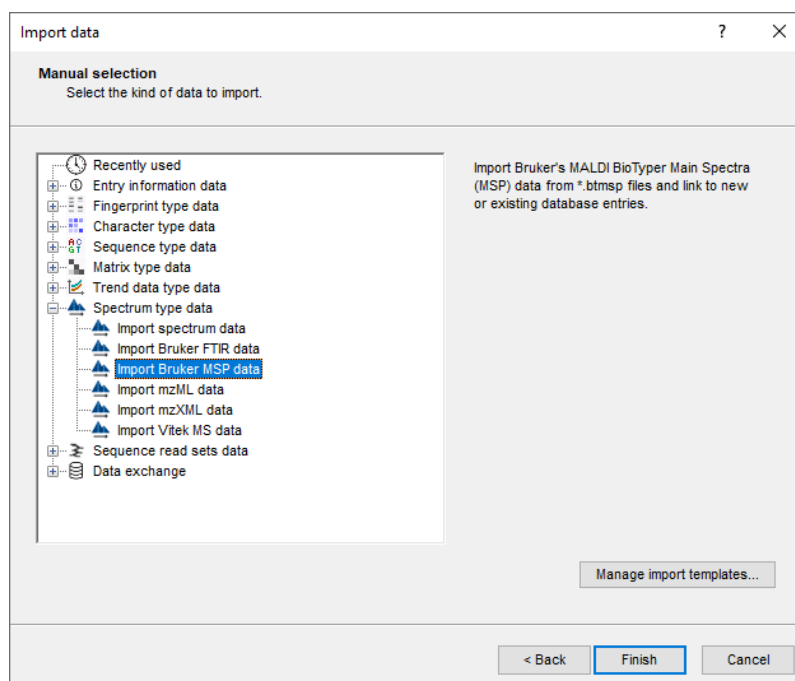 Import data
Manual selection
Select the kind of data to import.
Recently used
Entry information data
Fingerprint type data
Character type data
Sequence type data
Matrix type data
Trend data type data
Spectrum type data
Import spectrum data
Import Bruker FTIR data
Import Bruker MSP data
Import mzML data
Import mzXML data
Import Vitek MS data
Sequence read sets data
Data exchange
Import Bruker's MALDI BioTyper Main Spectra
(MSP) data from *.btmsp files and link to new
or existing database entries.
Manage import templates...
< Back
Finish
Cancel